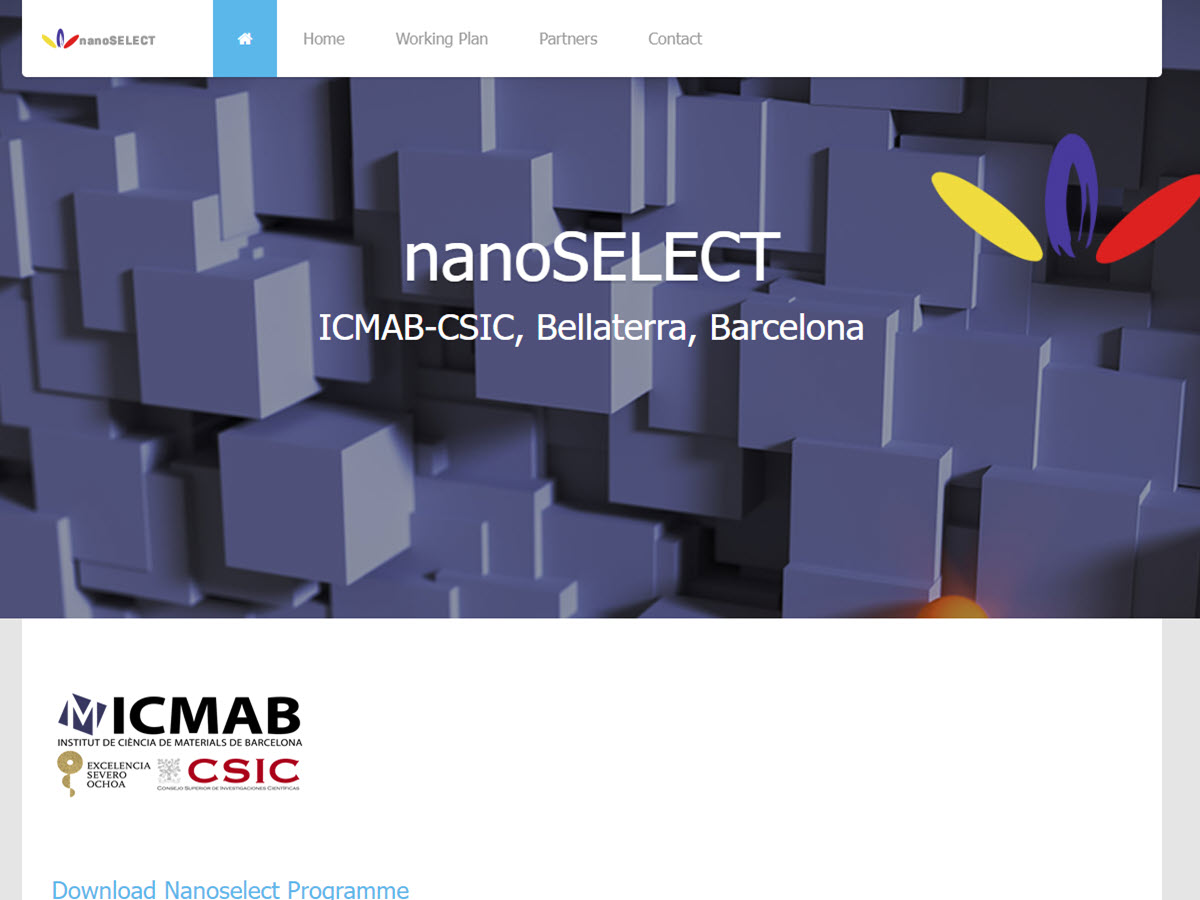 nanoSELECT
Home
Working Plan
Partners
Contact
nanoSELECT
ICMAB-CSIC, Bellaterra, Barcelona
ICMAB
INSTITUT DE CIÈNCIA DE MATERIALS DE BARCELONA
EXCELENCIA
SEVERO
OCHOA
CSIC
CONSEJO SUPERIOR DE INVESTIGACIONES CIENTÍFICAS
Download Nanoselect Programme